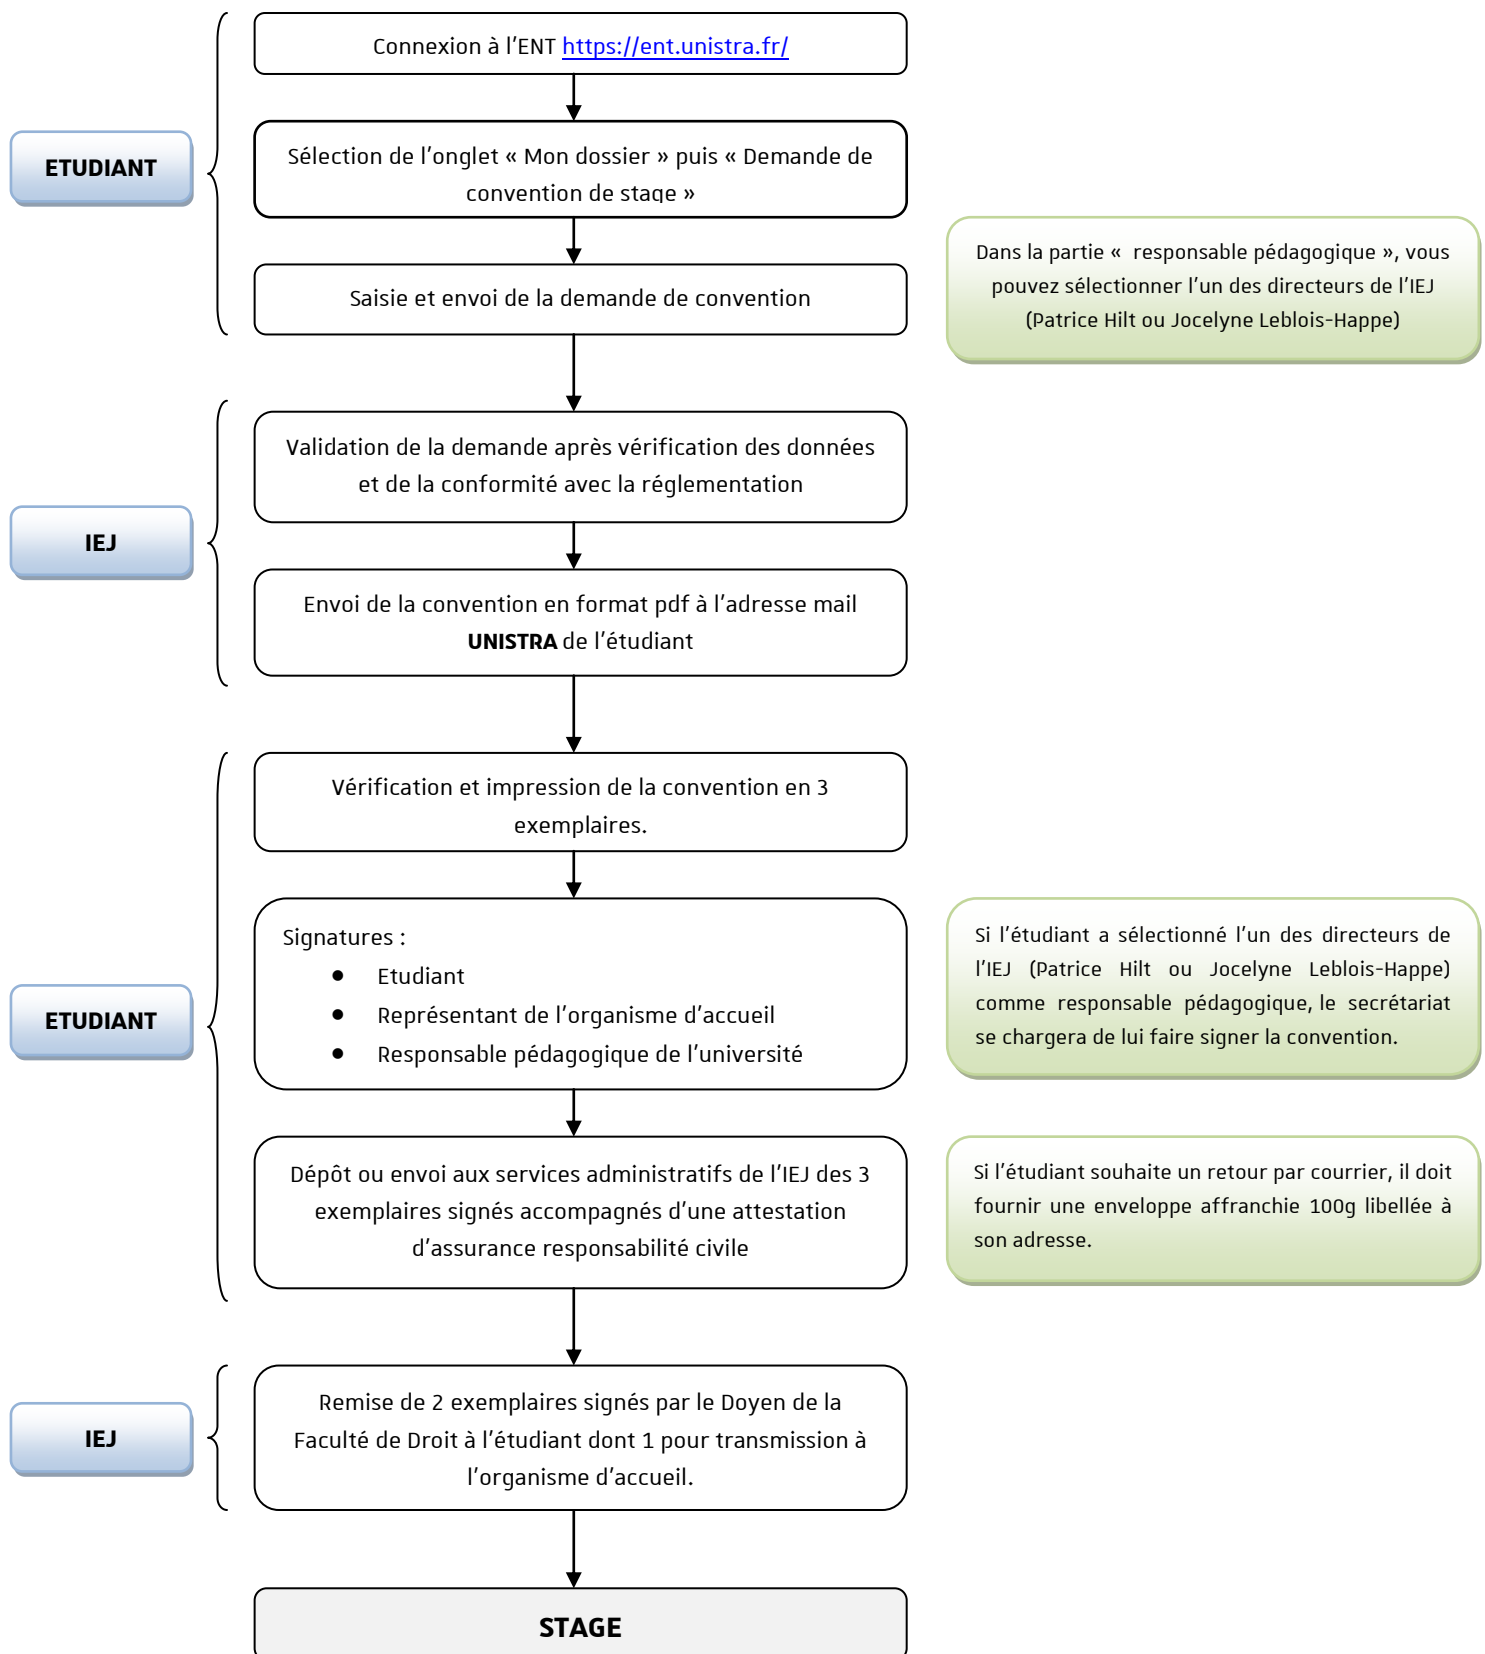 Connexion à l'ENT https://ent.unistra.fr/
ETUDIANT
Sélection de l'onglet « Mon dossier » puis « Demande de
convention de stage »
Saisie et envoi de la demande de convention
Dans la partie «  responsable pédagogique », vous
pouvez sélectionner l'un des directeurs de l'IEJ
(Patrice Hilt ou Jocelyne Leblois-Happe)
IEJ
Validation de la demande après vérification des données
et de la conformité avec la réglementation
Envoi de la convention en format pdf à l'adresse mail
UNISTRA de l'étudiant
ETUDIANT
Vérification et impression de la convention en 3
exemplaires.
Signatures :
● Etudiant
● Représentant de l'organisme d'accueil
● Responsable pédagogique de l'université
Si l'étudiant a sélectionné l'un des directeurs de
l'IEJ (Patrice Hilt ou Jocelyne Leblois-Happe)
comme responsable pédagogique, le secrétariat
se chargera de lui faire signer la convention.
Dépôt ou envoi aux services administratifs de l'IEJ des 3
exemplaires signés accompagnés d'une attestation
d'assurance responsabilité civile
Si l'étudiant souhaite un retour par courrier, il doit
fournir une enveloppe affranchie 100g libellée à
son adresse.
IEJ
Remise de 2 exemplaires signés par le Doyen de la
Faculté de Droit à l'étudiant dont 1 pour transmission à
l'organisme d'accueil.
STAGE